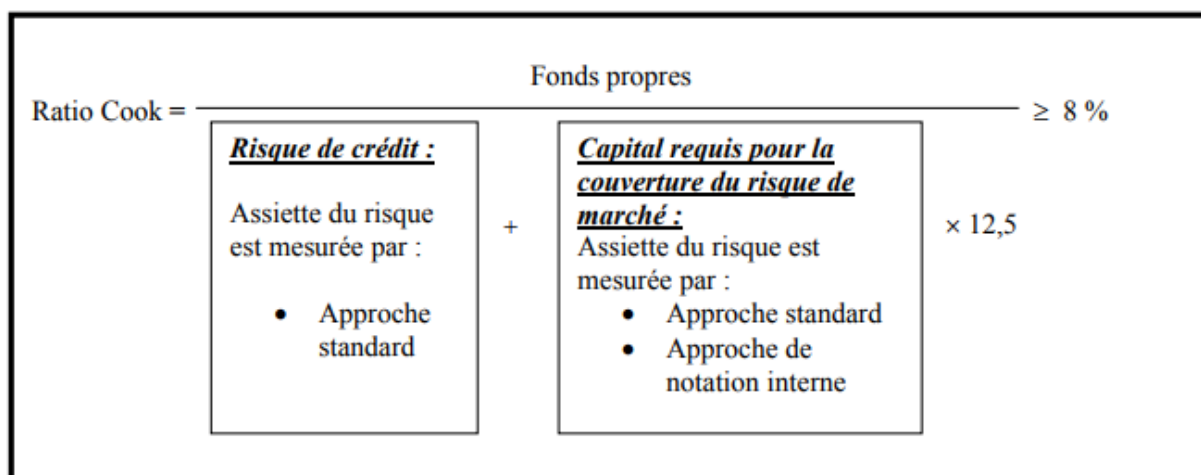 Fonds propres
Ratio Cook = ≥ 8 %
Risque de crédit :
Assiette du risque
est mesurée par :
• Approche
standard
+
Capital requis pour la
couverture du risque de
marché :
Assiette du risque est
mesurée par :
• Approche standard
• Approche de
notation interne
× 12,5